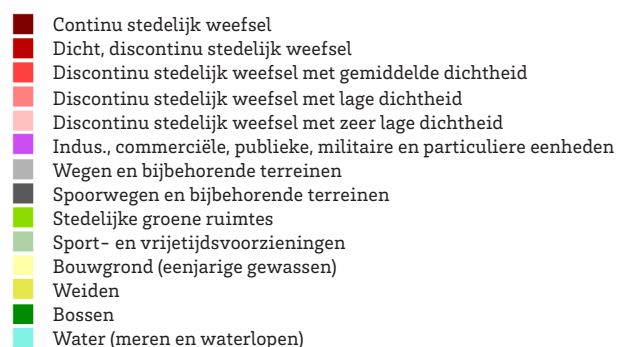 Continu stedelijk weefsel
Dicht, discontinu stedelijk weefsel
Discontinu stedelijk weefsel met gemiddelde dichtheid
Discontinu stedelijk weefsel met lage dichtheid
Discontinu stedelijk weefsel met zeer lage dichtheid
Indus., commerciële, publieke, militaire en particuliere eenheden
Wegen en bijbehorende terreinen
Spoorwegen en bijbehorende terreinen
Stedelijke groene ruimtes
Sport- en vrijetijdsvoorzieningen
Bouwgrond (eenjarige gewassen)
Weiden
Bossen
Water (meren en waterlopen)